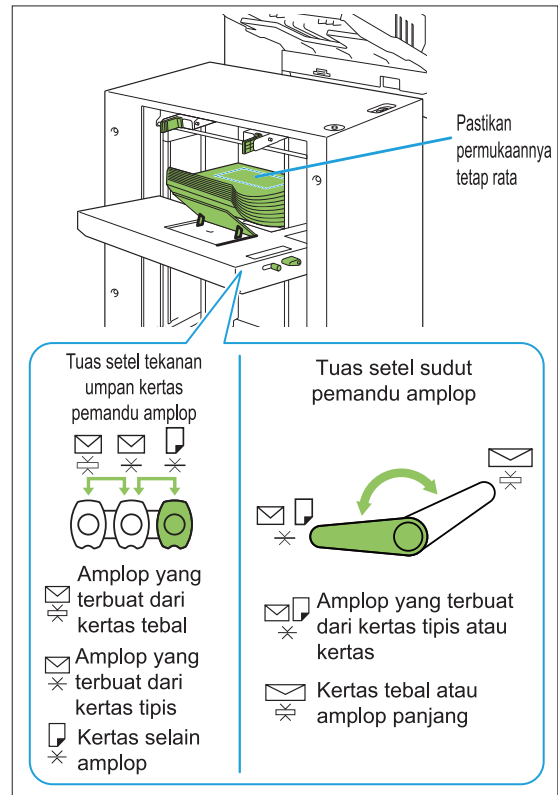 Pastikan
permukaannya
tetap rata
Tuas setel tekanan
umpan kertas
pemandu amplop
Amplop yang
terbuat dari
kertas tebal
Amplop yang
terbuat dari
kertas tipis
Kertas selain
amplop
Tuas setel sudut
pemandu amplop
Amplop yang terbuat
dari kertas tipis atau
kertas
Kertas tebal atau
amplop panjang